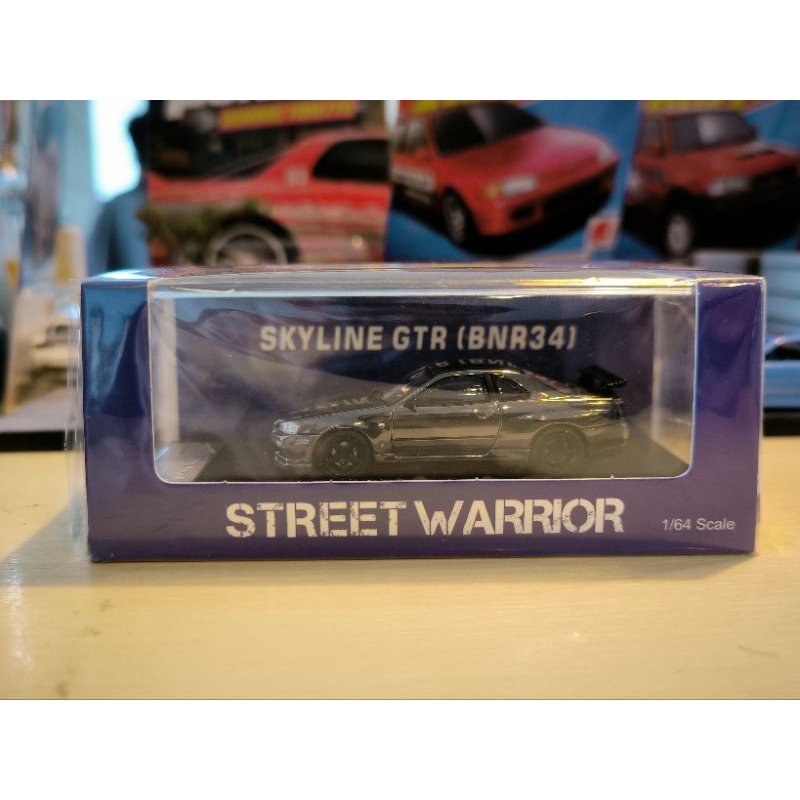 SKYLINE GTR (BNR34)
STREET WARRIOR
1/64 Scale